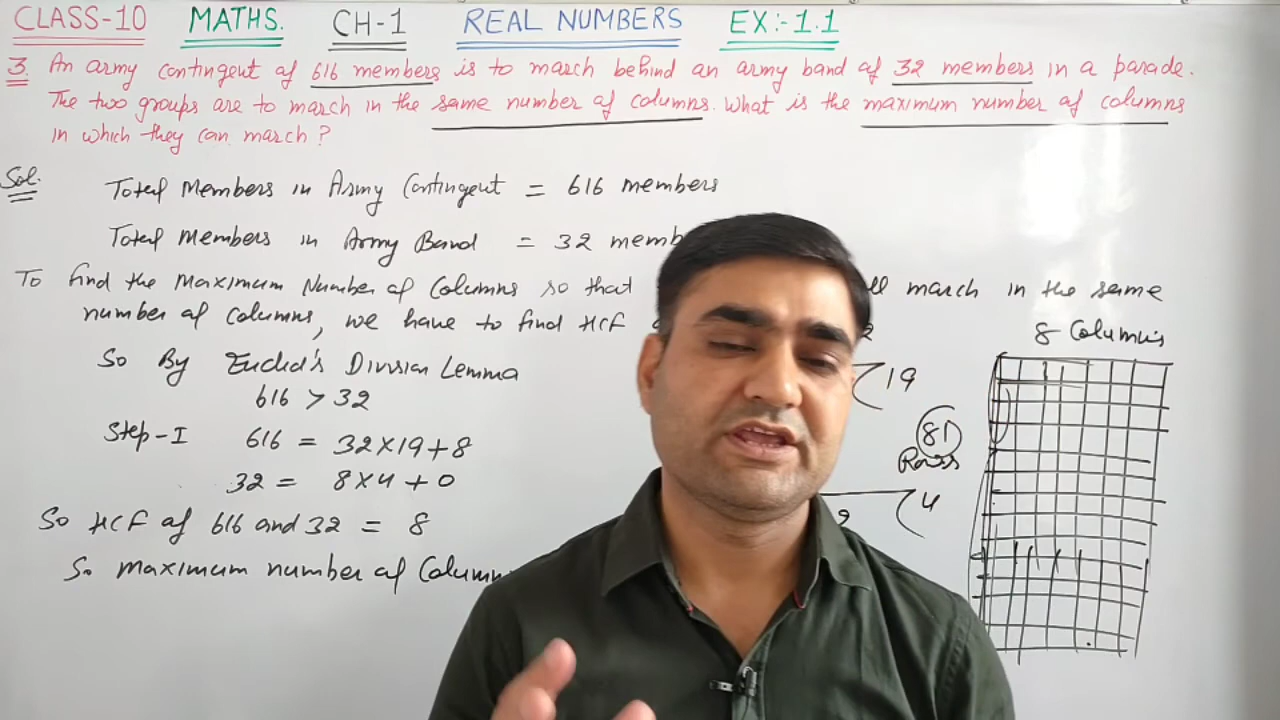 CLASS-10 MATHS. CH-1 REAL NUMBERS EX:-1.1
3. An army contingent of 616 members is to march behind an army band of 32 members in a parade.
The two groups are to march in the same number of columns. What is the maximum number of columns
in which they can march?
Sol. Total Members in Army Contingent = 616 members
Total Members in Army Band = 32 memb
To find the Maximum Number of Columns so that march in the same
number of columns, we have to find HCF
8 Columns
So By Euclid's Division Lemma
19
616 > 32
Step-I 616 = 32×19+8
81
Rows
32 = 8×4+0
4
So HCF of 616 and 32 = 8
So maximum number of Column